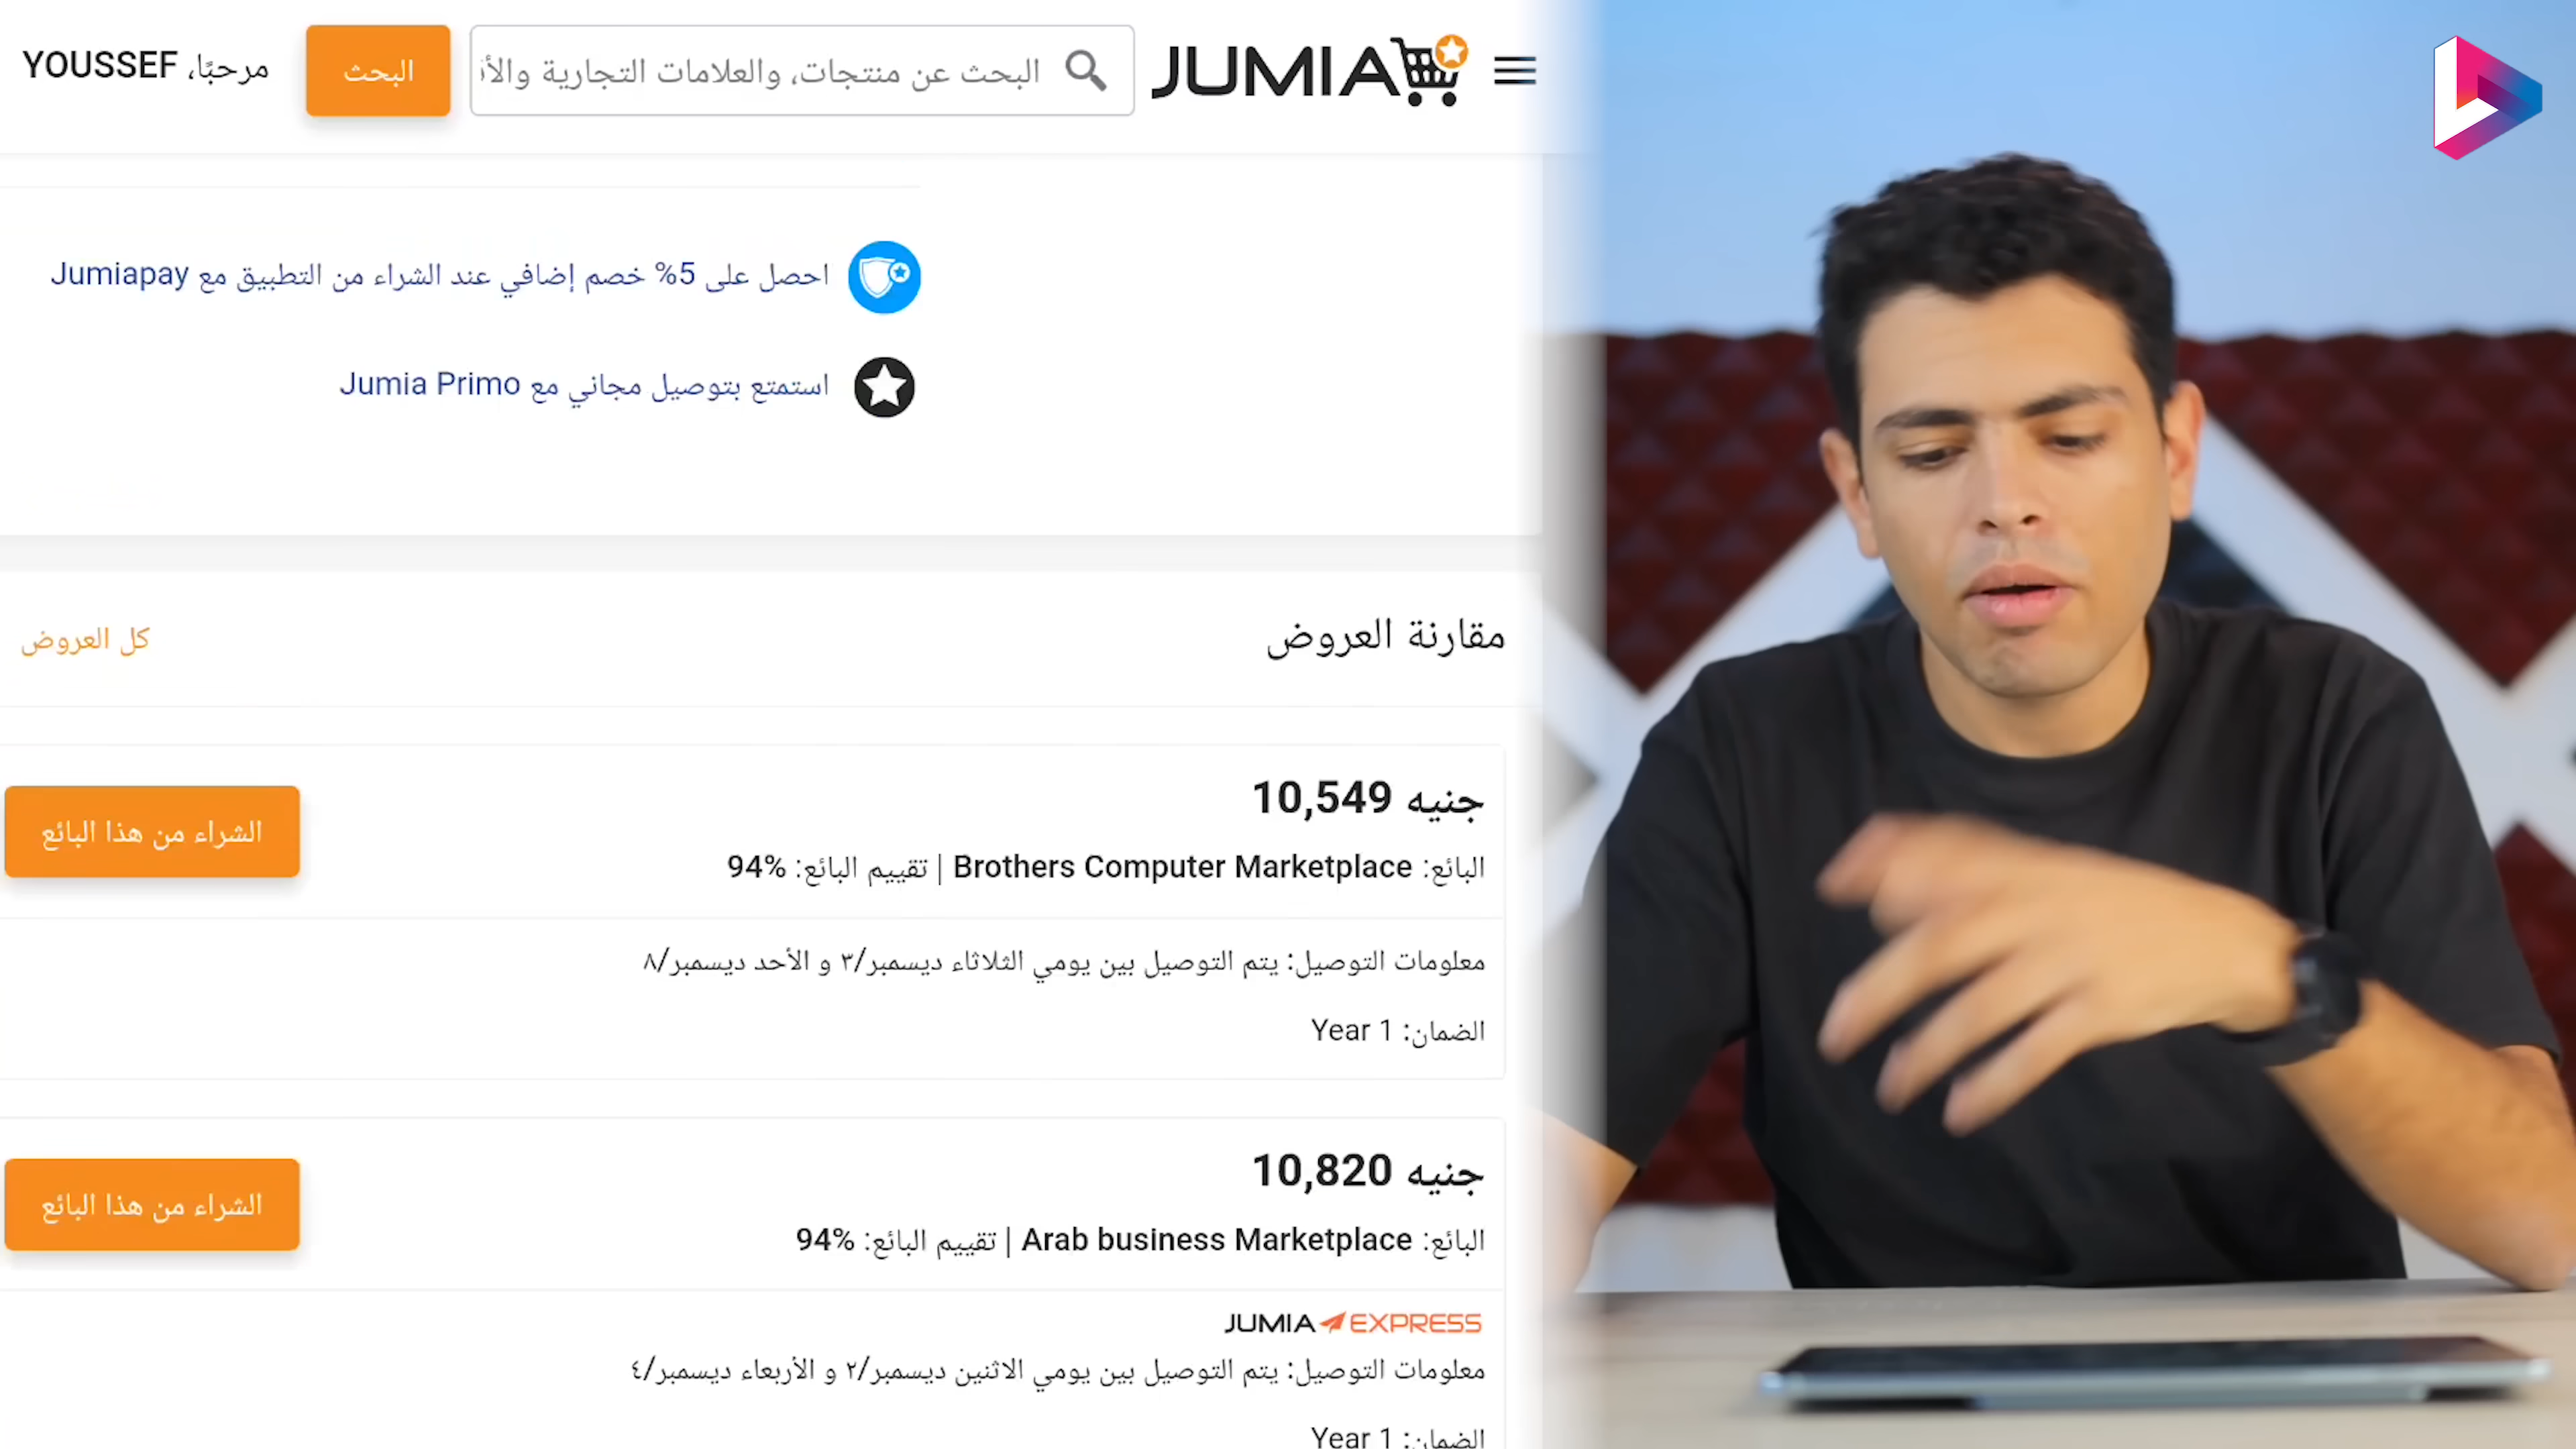 JUMIA
البحث عن منتجات، والعلامات التجارية والأ
البحث
مرحبًا، YOUSSEF
احصل على 5% خصم إضافي عند الشراء من التطبيق مع Jumiapay
استمتع بتوصيل مجاني مع Jumia Primo
مقارنة العروض
كل العروض
جنيه 10,549
البائع: Brothers Computer Marketplace | تقييم البائع: 94%
الشراء من هذا البائع
معلومات التوصيل: يتم التوصيل بين يومي الثلاثاء ديسمبر/٣ و الأحد ديسمبر/٨
الضمان: 1 Year
جنيه 10,820
البائع: Arab business Marketplace | تقييم البائع: 94%
الشراء من هذا البائع
JUMIA EXPRESS
معلومات التوصيل: يتم التوصيل بين يومي الاثنين ديسمبر/٢ و الأربعاء ديسمبر/٤
الضمان: 1 Year